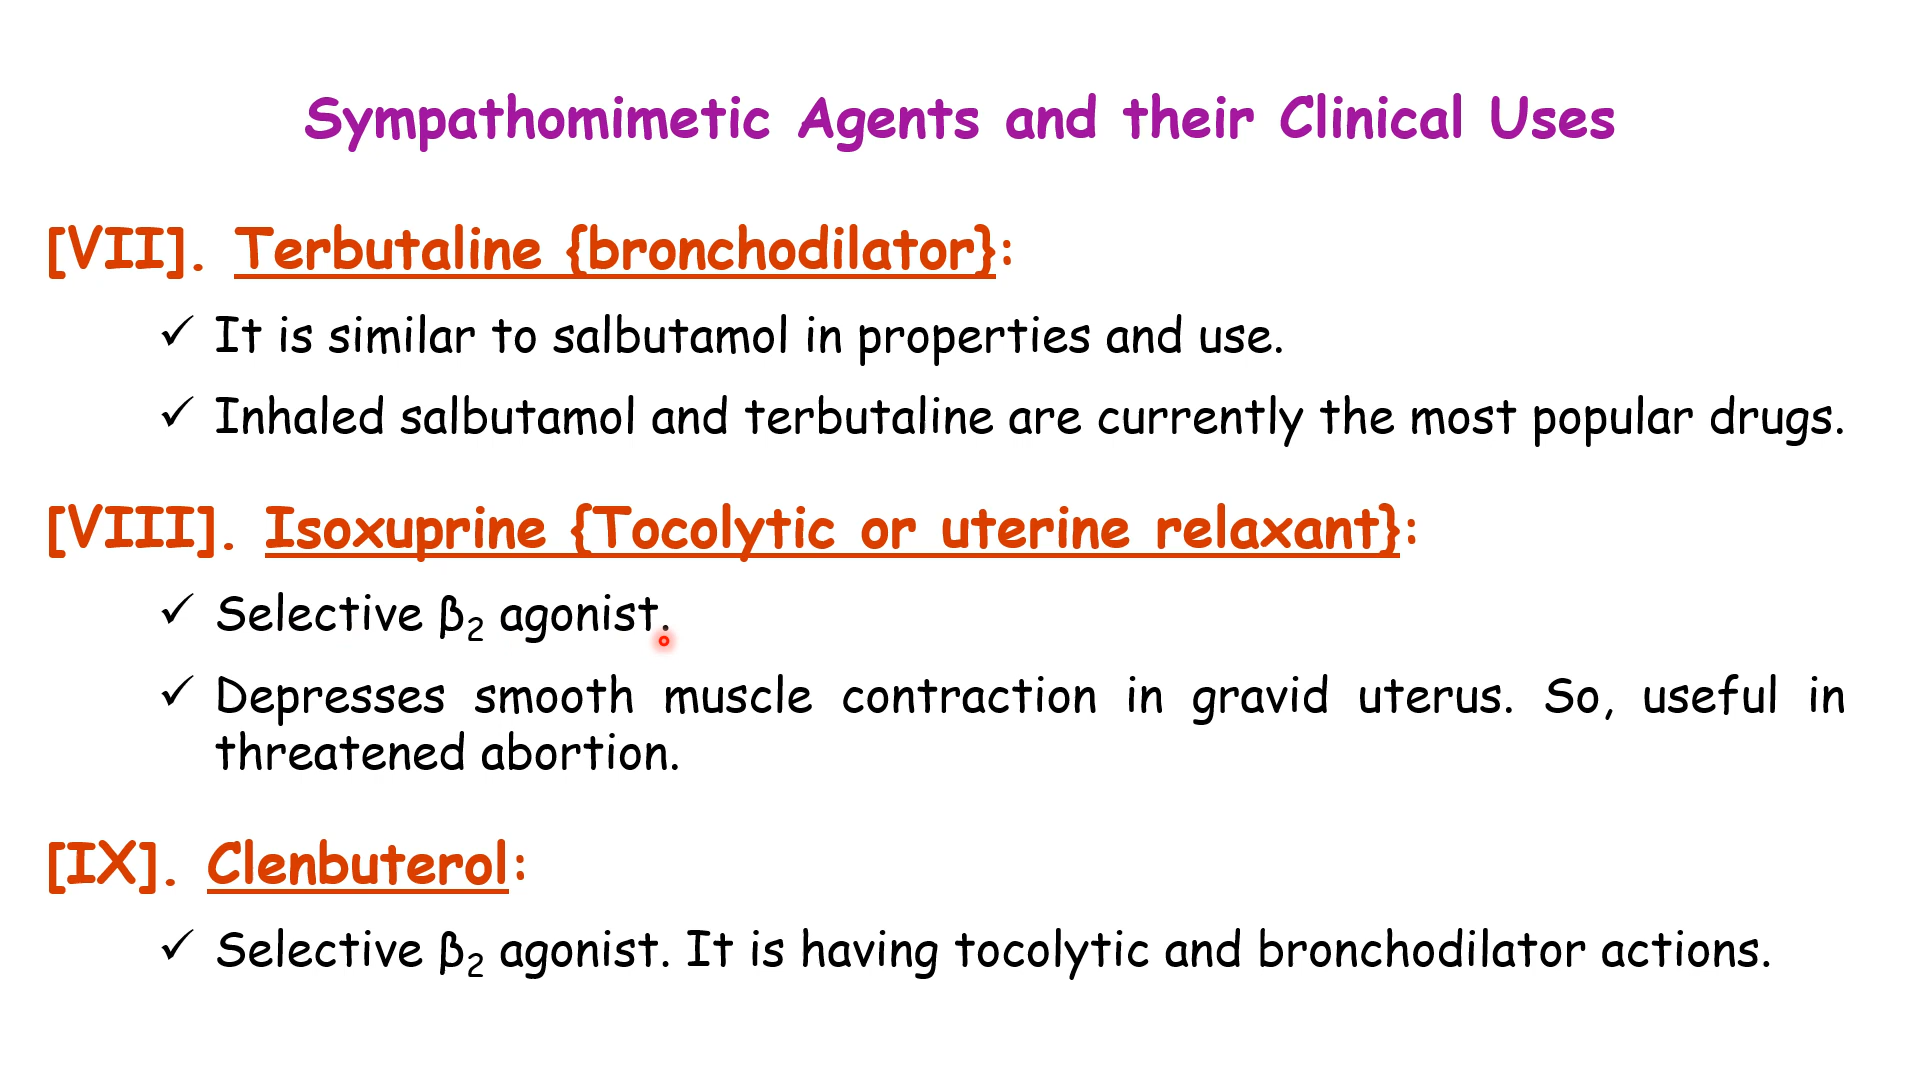 Sympathomimetic Agents and their Clinical Uses
[VII]. Terbutaline {bronchodilator}:
✓ It is similar to salbutamol in properties and use.
✓ Inhaled salbutamol and terbutaline are currently the most popular drugs.
[VIII]. Isoxuprine {Tocolytic or uterine relaxant}:
✓ Selective β₂ agonist.
✓ Depresses smooth muscle contraction in gravid uterus. So, useful in
threatened abortion.
[IX]. Clenbuterol:
✓ Selective β₂ agonist. It is having tocolytic and bronchodilator actions.